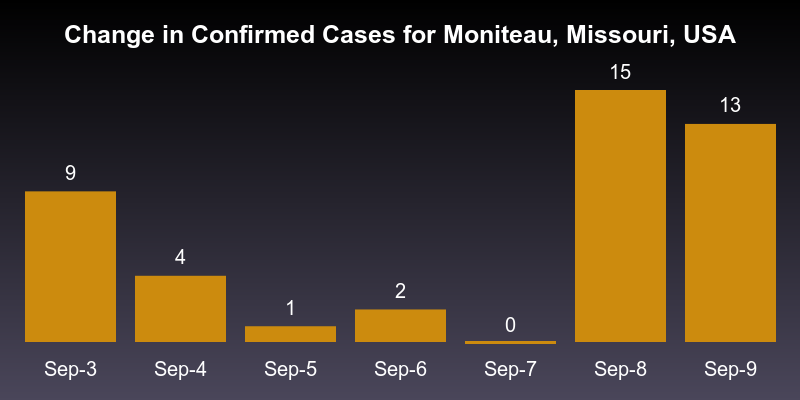 Change in Confirmed Cases for Moniteau, Missouri, USA
9
4
1
2
0
15
13
Sep-3
Sep-4
Sep-5
Sep-6
Sep-7
Sep-8
Sep-9